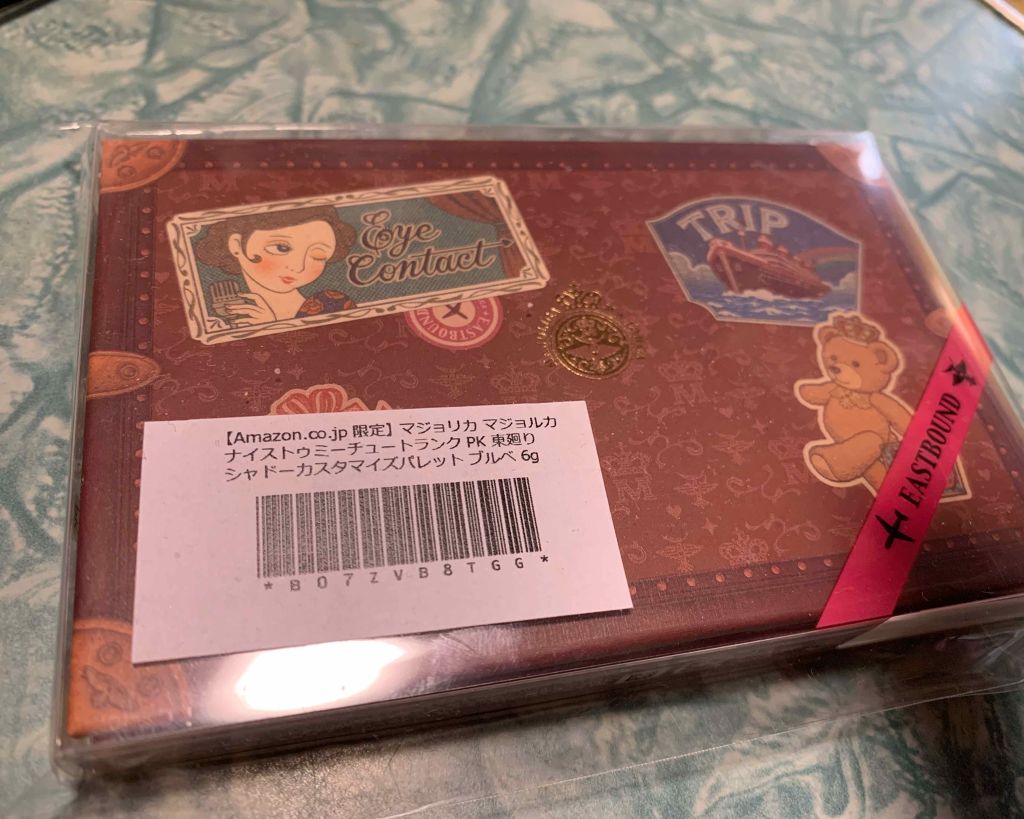 Eye
Contact
TRIP
EASTBOUND
【Amazon.co.jp 限定】マジョリカ マジョルカ
ナイストゥミーチュートランク PK 東廻り
シャドーカスタマイズパレット ブルベ 6g
*B07ZVB8TGG*
EASTBOUND